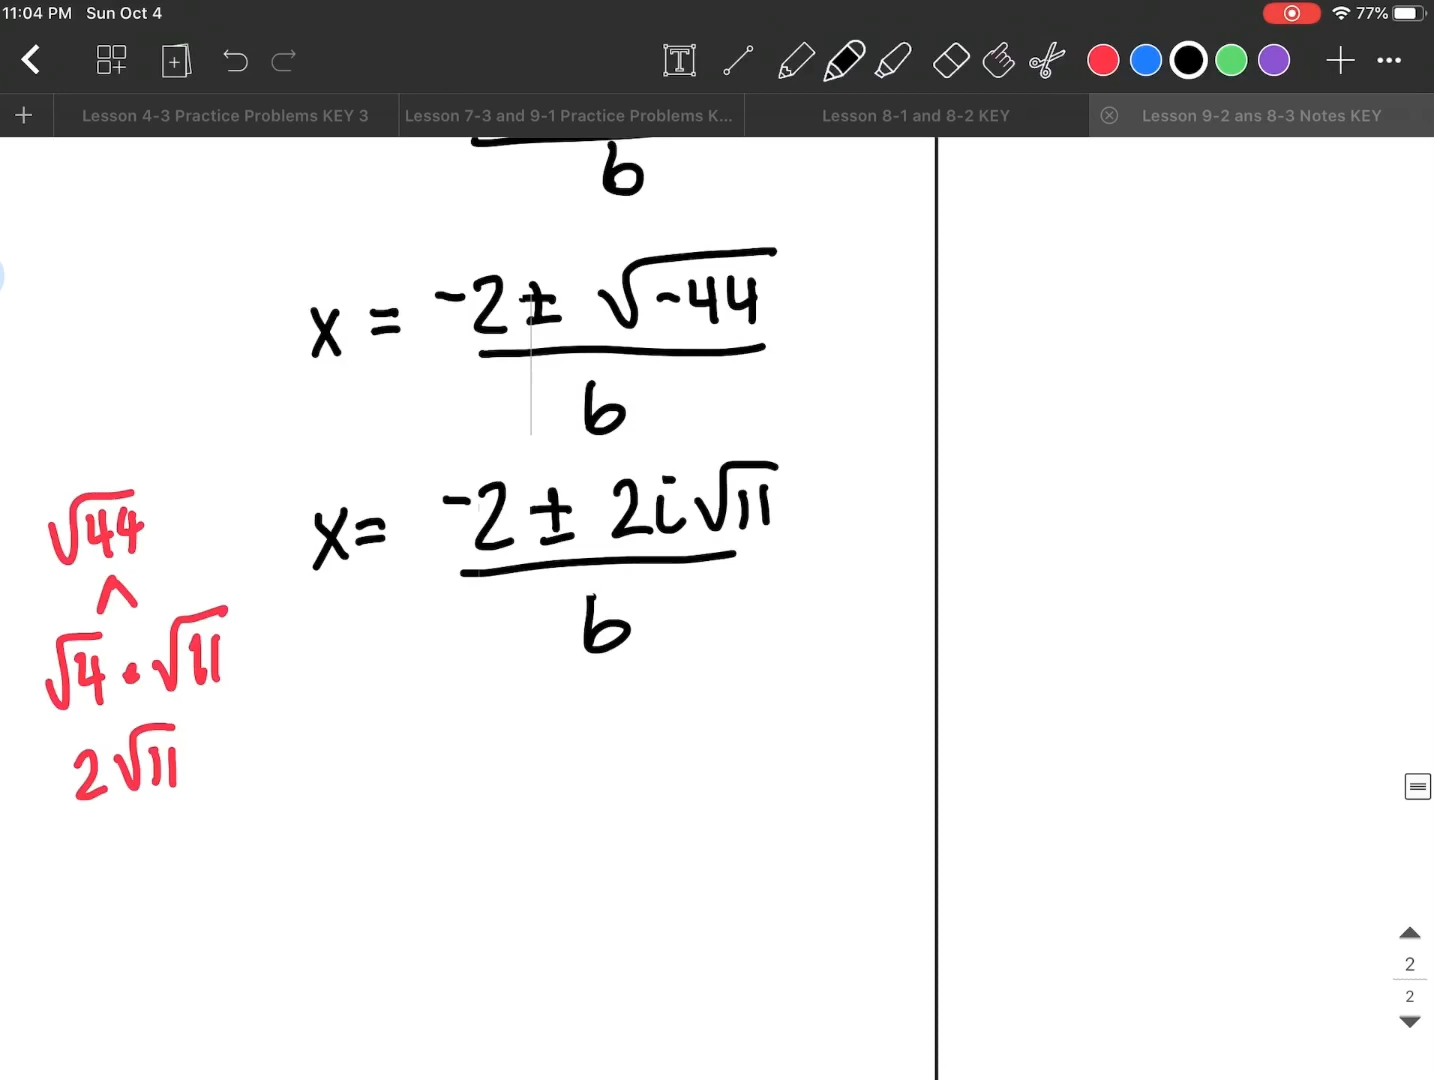 11:04 PM Sun Oct 4
77%
T
Lesson 4-3 Practice Problems KEY 3
Lesson 7-3 and 9-1 Practice Problems K...
Lesson 8-1 and 8-2 KEY
Lesson 9-2 ans 8-3 Notes KEY
6
x = (-2 ± √-44) / 6
x = (-2 ± 2i√11) / 6
√44
√4 • √11
2√11
2
2